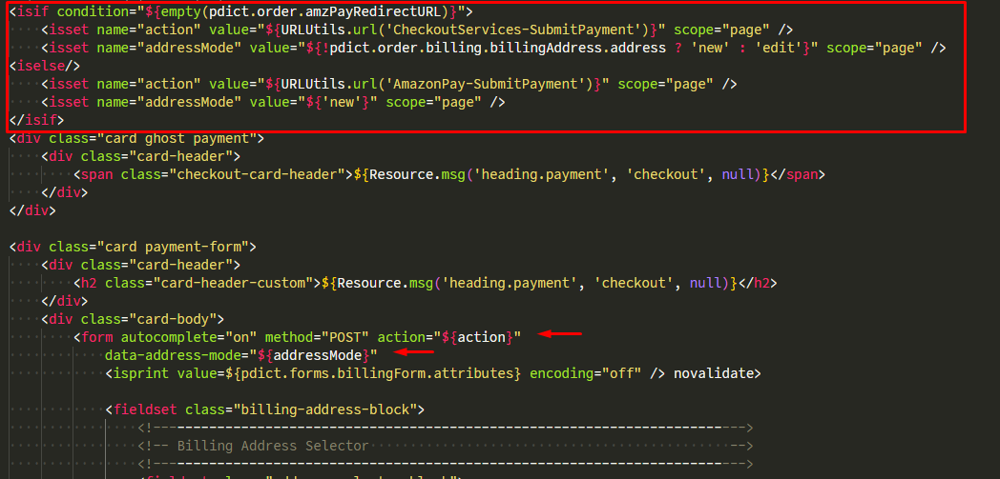 <isif condition="${empty(pdict.order.amzPayRedirectURL)}">
<isset name="action" value="${URLUtils.url('CheckoutServices-SubmitPayment')}" scope="page" />
<isset name="addressMode" value="${!pdict.order.billing.billingAddress.address ? 'new' : 'edit'}" scope="page" />
<iselse/>
<isset name="action" value="${URLUtils.url('AmazonPay-SubmitPayment')}" scope="page" />
<isset name="addressMode" value="${'new'}" scope="page" />
</isif>
<div class="card ghost payment">
<div class="card-header">
<span class="checkout-card-header">${Resource.msg('heading.payment', 'checkout', null)}</span>
</div>
</div>
<div class="card payment-form">
<div class="card-header">
<h2 class="card-header-custom">${Resource.msg('heading.payment', 'checkout', null)}</h2>
</div>
<div class="card-body">
<form autocomplete="on" method="POST" action="${action}"
data-address-mode="${addressMode}"
<isprint value=${pdict.forms.billingForm.attributes} encoding="off" /> novalidate>
<fieldset class="billing-address-block">
<!---------------------------------------------------------------------------->
<!-- Billing Address Selector -->
<!---------------------------------------------------------------------------->